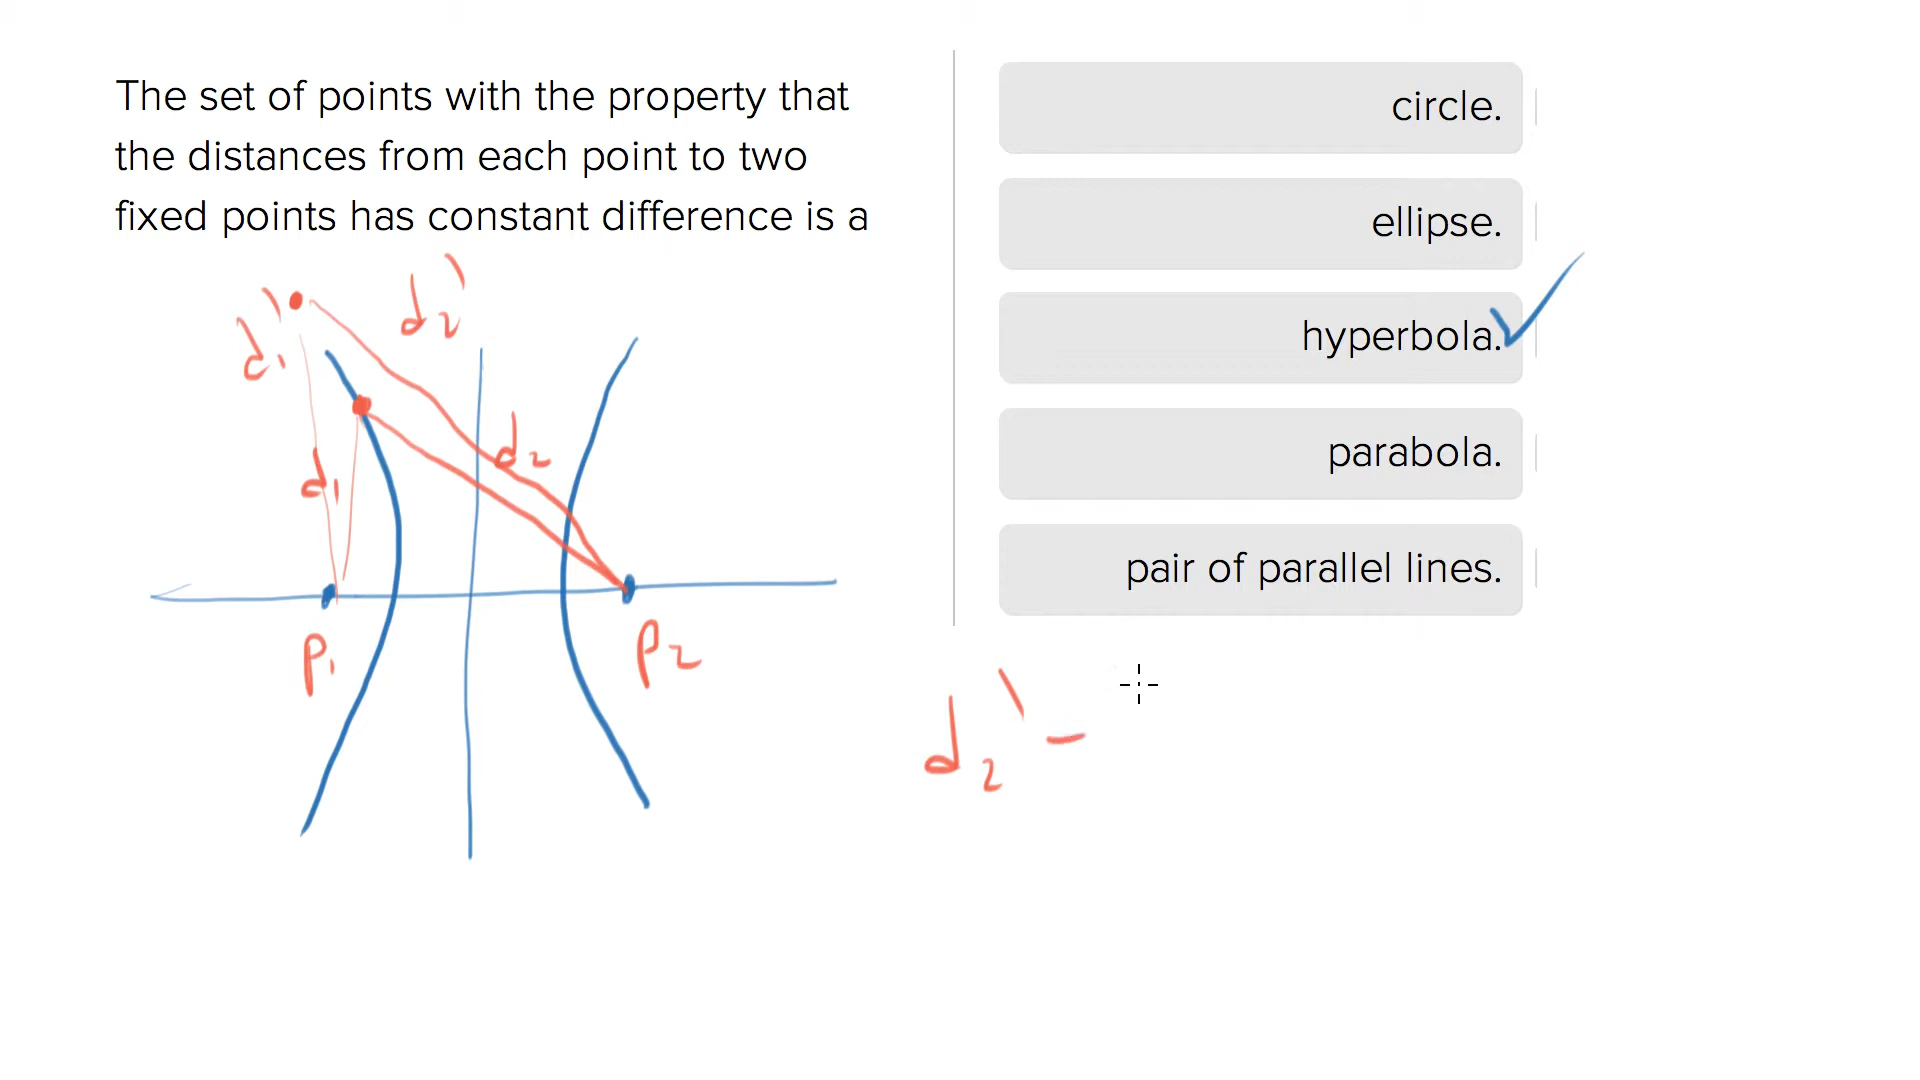 The set of points with the property that
the distances from each point to two
fixed points has constant difference is a
d₁'
d₂'
d₁
d₂
p₁
p₂
circle.
ellipse.
hyperbola.
parabola.
pair of parallel lines.
d₂' –